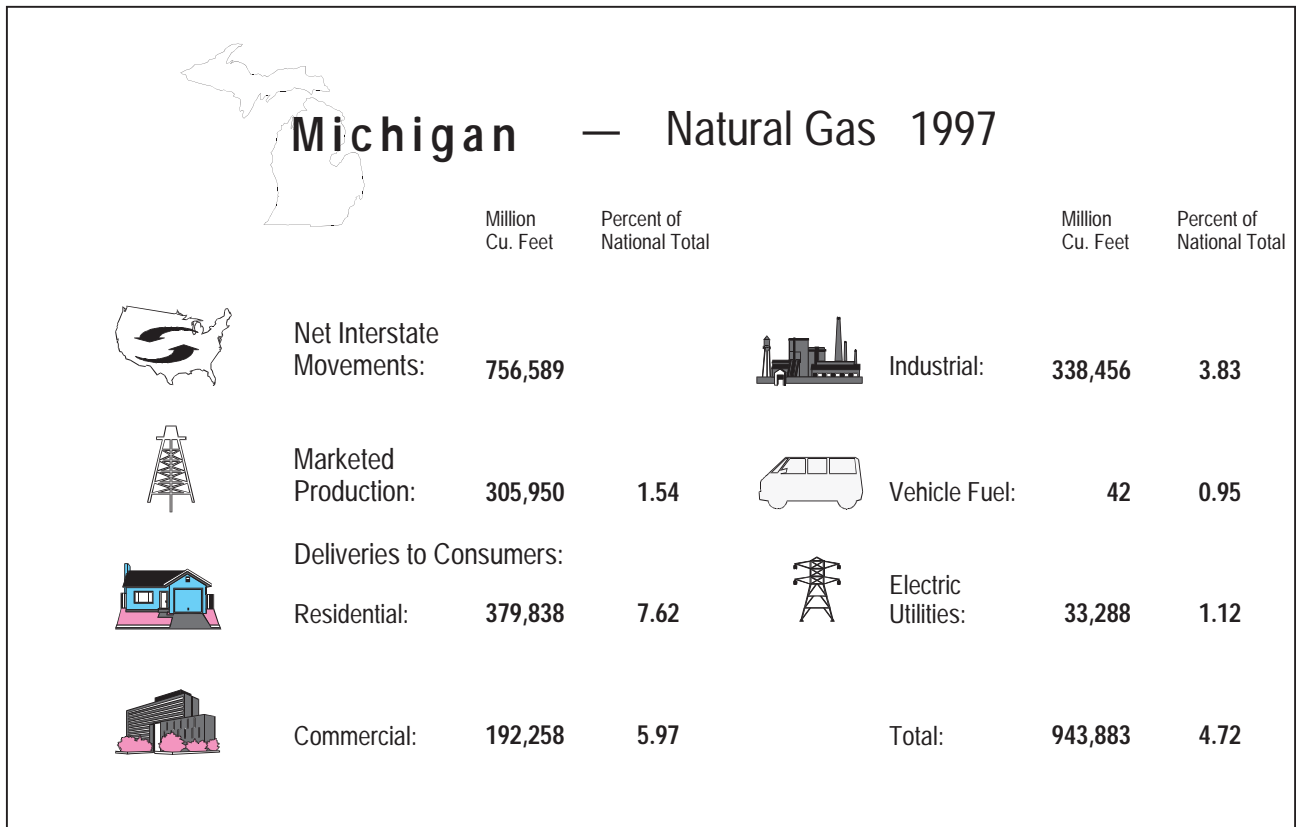 Michigan — Natural Gas 1997
Million Cu. Feet
Percent of National Total
Million Cu. Feet
Percent of National Total
Net Interstate
Movements: 756,589
Industrial: 338,456 3.83
Marketed
Production: 305,950 1.54
Vehicle Fuel: 42 0.95
Deliveries to Consumers:
Residential: 379,838 7.62
Electric
Utilities: 33,288 1.12
Commercial: 192,258 5.97
Total: 943,883 4.72